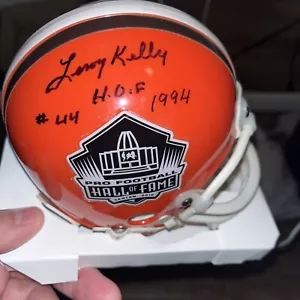 Leroy Kelly
H.O.F 1994
#44
PRO FOOTBALL
HALL OF FAME